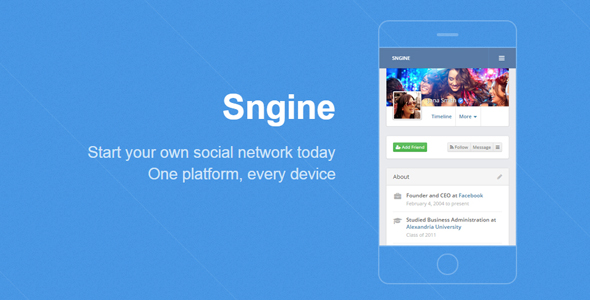 Sngine
Start your own social network today
One platform, every device
SNGINE
Smith
Timeline
More
Add Friend
Follow
Message
About
Founder and CEO at Facebook
February 4, 2004 to present
Studied Business Administration at
Alexandria University
Class of 2011